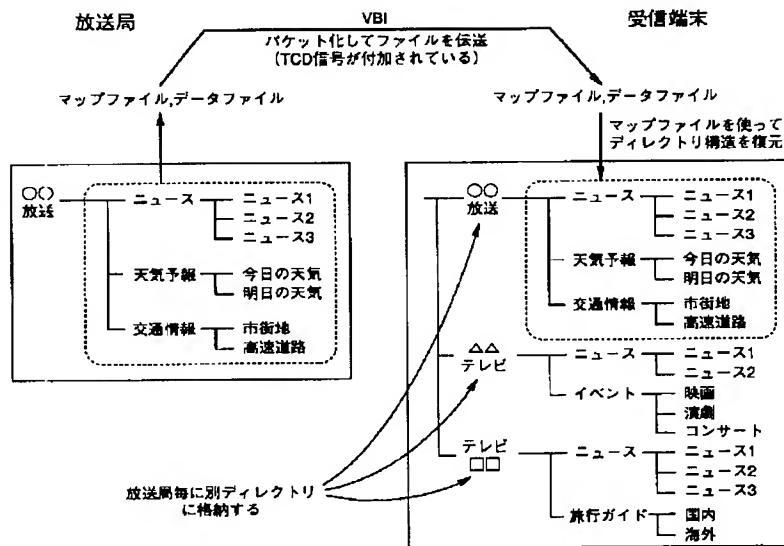 放送局
VBI
受信端末
パケット化してファイルを伝送
(TCD信号が付加されている)
マップファイル,データファイル
マップファイル,データファイル
マップファイルを使って
ディレクトリ構造を復元
○○
放送
ニュース
ニュース1
ニュース2
ニュース3
天気予報
今日の天気
明日の天気
交通情報
市街地
高速道路
○○
放送
ニュース
ニュース1
ニュース2
ニュース3
天気予報
今日の天気
明日の天気
交通情報
市街地
高速道路
△△
テレビ
ニュース
ニュース1
ニュース2
イベント
映画
演劇
コンサート
テレビ
□□
ニュース
ニュース1
ニュース2
ニュース3
旅行ガイド
国内
海外
放送局毎に別ディレクトリ
に格納する